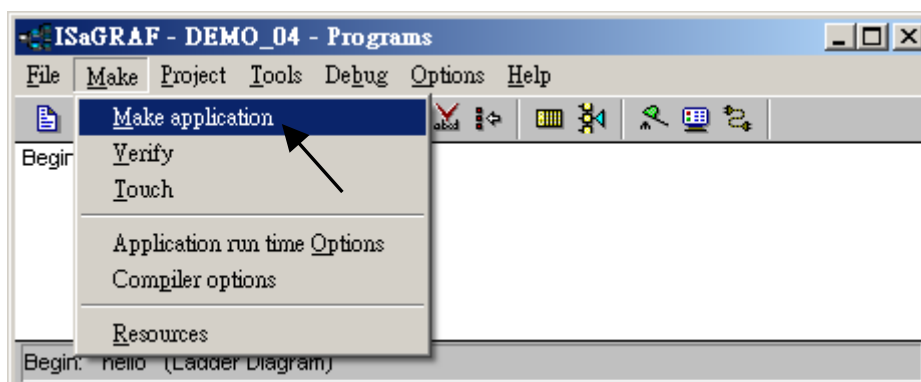 ISaGRAF - DEMO_04 - Programs
File Make Project Tools Debug Options Help
Make application
Verify
Touch
Application run time Options
Compiler options
Resources
Begin: hello (Ladder Diagram)